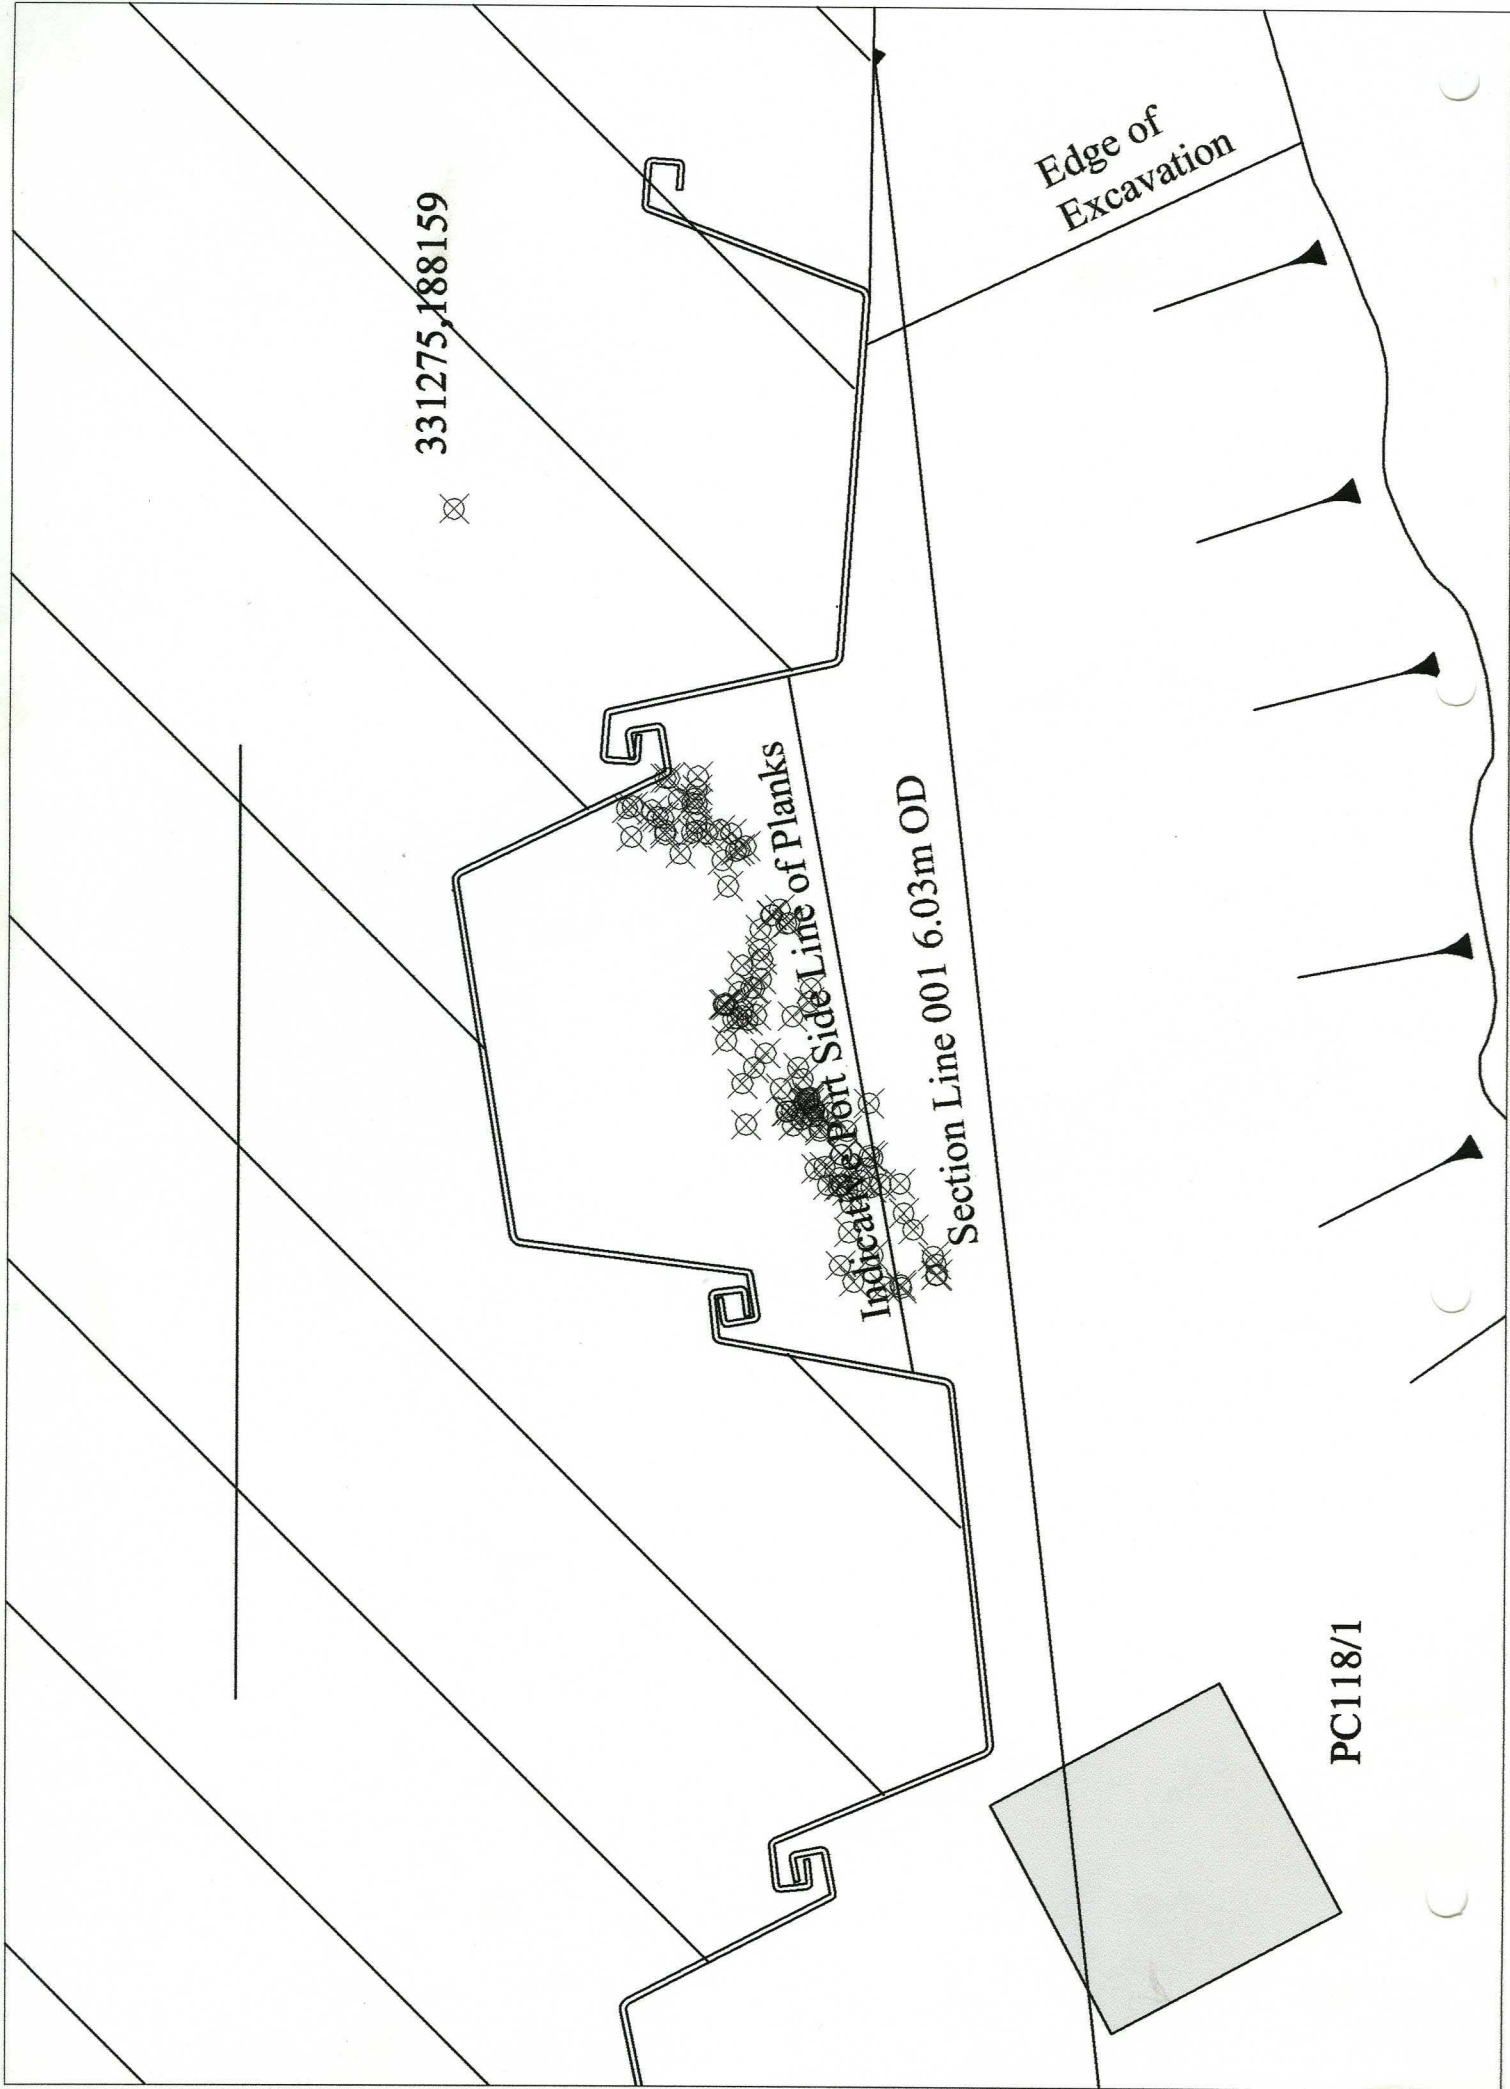 331275,188159
Edge of
Excavation
Indicative Port Side Line of Planks
Section Line 001 6.03m OD
PC118/1